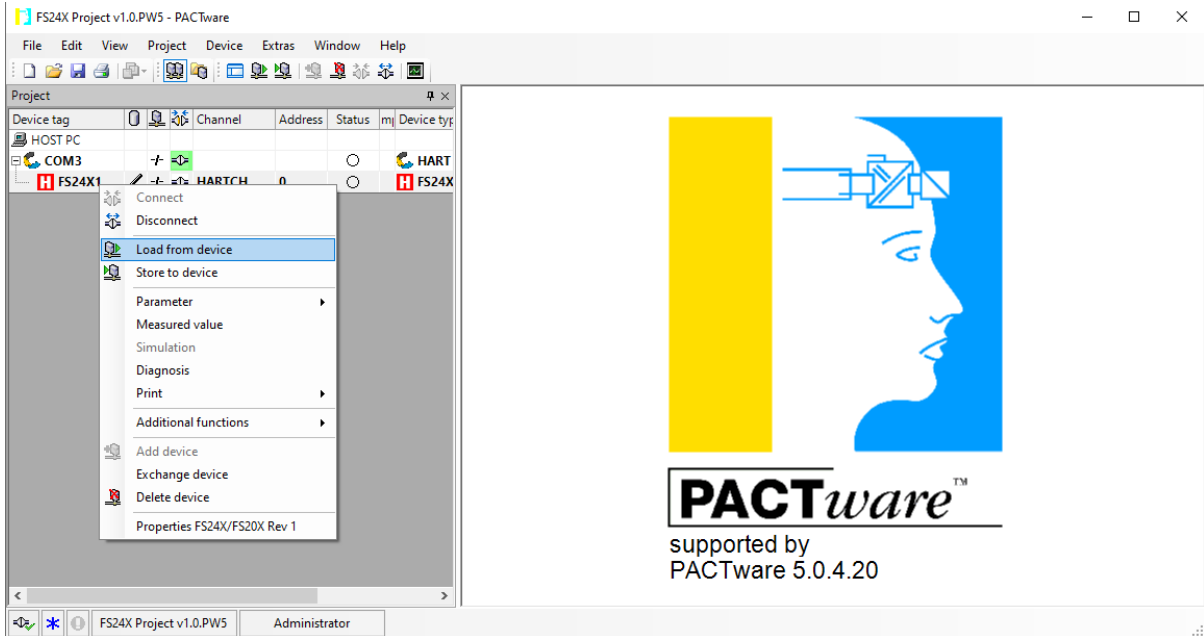 FS24X Project v1.0.PW5 - PACTware
File Edit View Project Device Extras Window Help
Project
Device tag Channel Address Status Device typ
HOST PC
COM3 HART
FS24X1 HARTCH 0 FS24X
Connect
Disconnect
Load from device
Store to device
Parameter
Measured value
Simulation
Diagnosis
Print
Additional functions
Add device
Exchange device
Delete device
Properties FS24X/FS20X Rev 1
PACTware™
supported by
PACTware 5.0.4.20
FS24X Project v1.0.PW5 Administrator